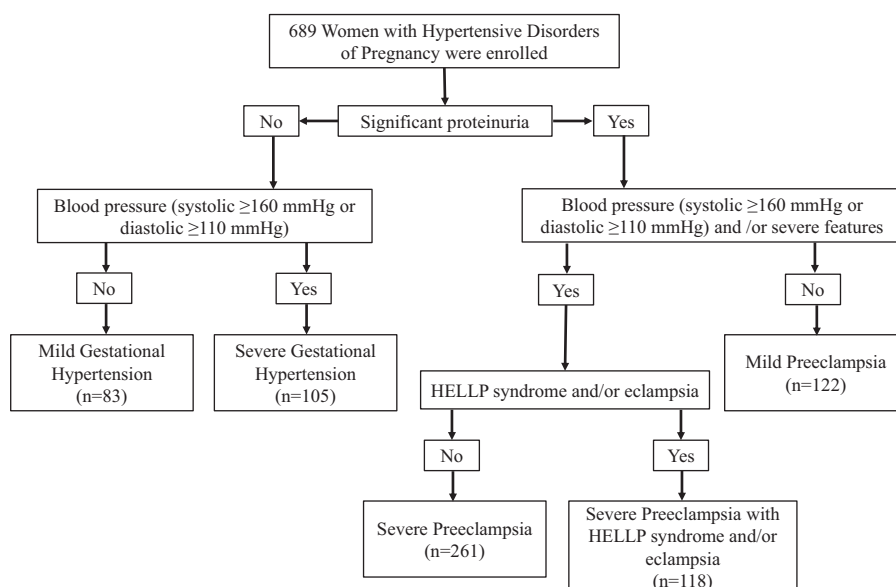 689 Women with Hypertensive Disorders
of Pregnancy were enrolled
No
Significant proteinuria
Yes
Blood pressure (systolic ≥160 mmHg or
diastolic ≥110 mmHg)
Blood pressure (systolic ≥160 mmHg or
diastolic ≥110 mmHg) and /or severe features
No
Yes
Yes
No
Mild Gestational
Hypertension
(n=83)
Severe Gestational
Hypertension
(n=105)
Mild Preeclampsia
(n=122)
HELLP syndrome and/or eclampsia
No
Yes
Severe Preeclampsia
(n=261)
Severe Preeclampsia with
HELLP syndrome and/or
eclampsia
(n=118)